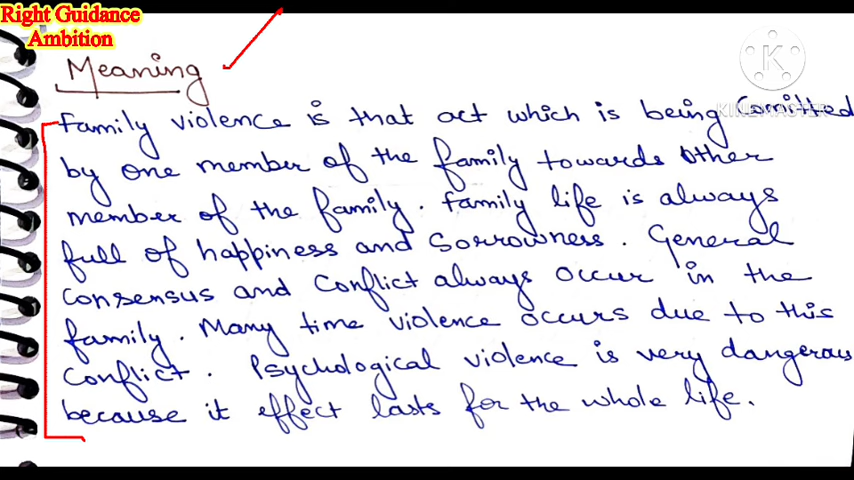 Right Guidance
Ambition
Meaning
K
KINEMASTER
Family violence is that act which is being Comitted
by one member of the family towards other
member of the family. Family life is always
full of happiness and Sorrowness. General
consensus and Conflict always occur in the
family. Many time violence occurs due to this
Conflict. Psychological violence is very dangerous
because it effect lasts for the whole life.